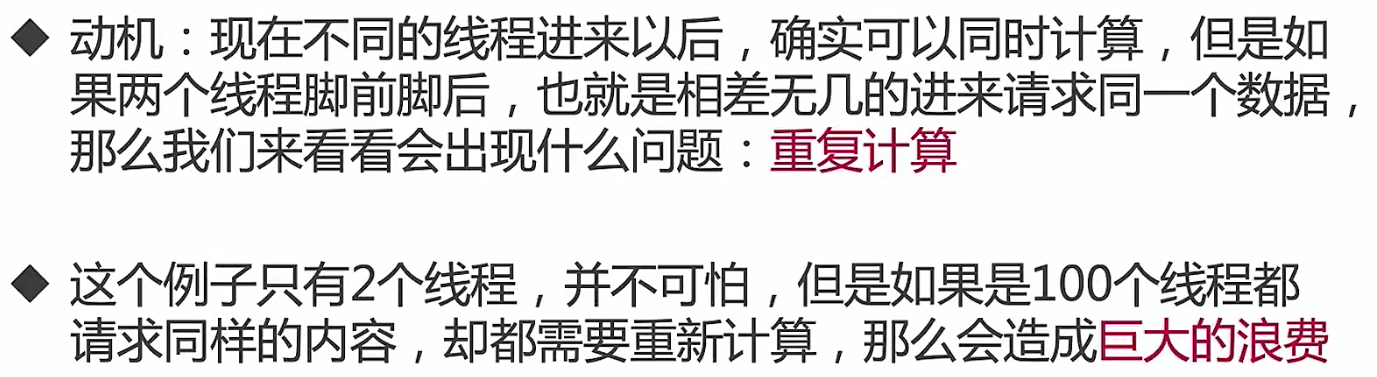 ◆ 动机：现在不同的线程进来以后，确实可以同时计算，但是如
果两个线程脚前脚后，也就是相差无几的进来请求同一个数据，
那么我们来看看会出现什么问题：重复计算
◆ 这个例子只有2个线程，并不可怕，但是如果是100个线程都
请求同样的内容，却都需要重新计算，那么会造成巨大的浪费